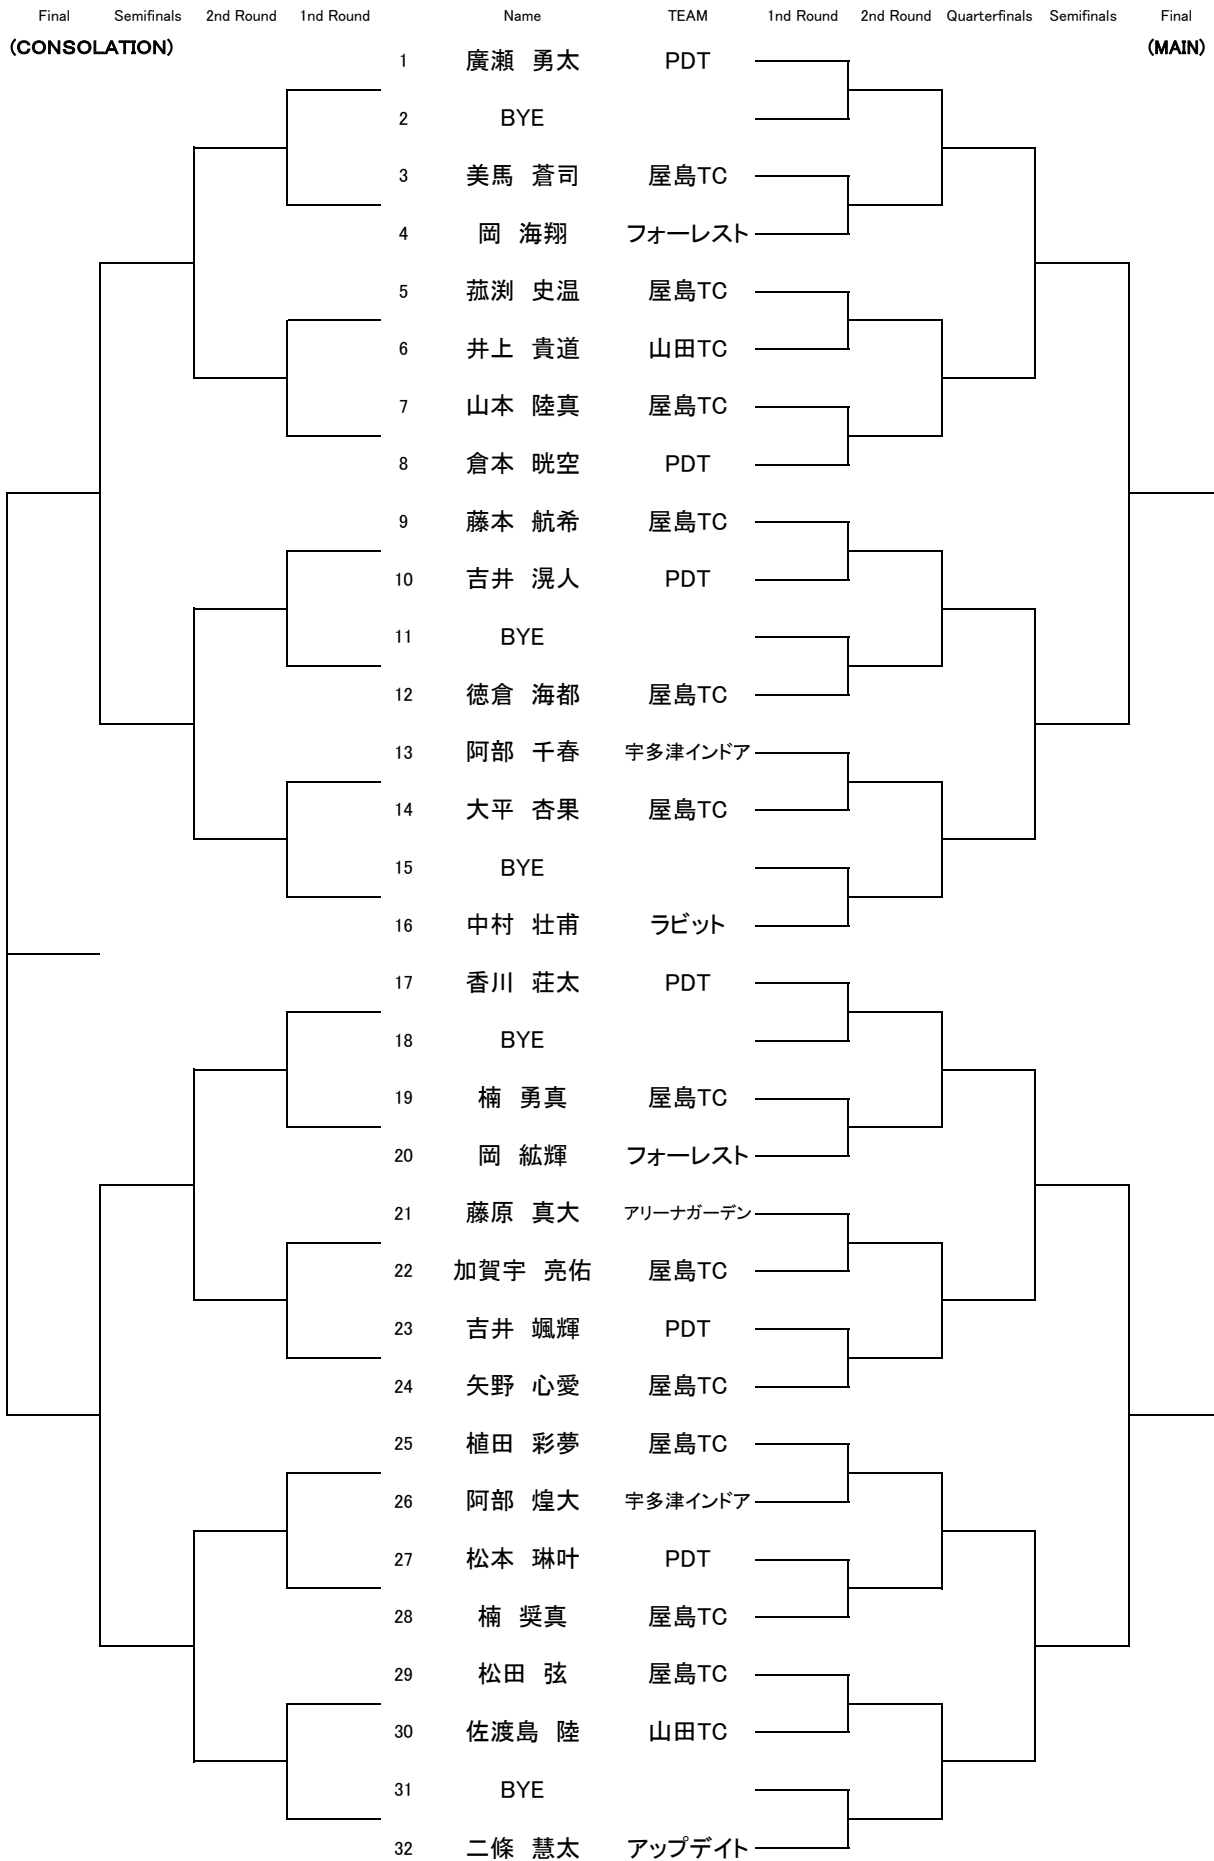 Final Semifinals 2nd Round 1nd Round Name TEAM 1nd Round 2nd Round Quarterfinals Semifinals Final
(CONSOLATION) (MAIN)
1 廣瀬 勇太 PDT
2 BYE
3 美馬 蒼司 屋島TC
4 岡 海翔 フォーレスト
5 菰渕 史温 屋島TC
6 井上 貴道 山田TC
7 山本 陸真 屋島TC
8 倉本 晄空 PDT
9 藤本 航希 屋島TC
10 吉井 滉人 PDT
11 BYE
12 徳倉 海都 屋島TC
13 阿部 千春 宇多津インドア
14 大平 杏果 屋島TC
15 BYE
16 中村 壮甫 ラビット
17 香川 荘太 PDT
18 BYE
19 楠 勇真 屋島TC
20 岡 紘輝 フォーレスト
21 藤原 真大 アリーナガーデン
22 加賀宇 亮佑 屋島TC
23 吉井 颯輝 PDT
24 矢野 心愛 屋島TC
25 植田 彩夢 屋島TC
26 阿部 煌大 宇多津インドア
27 松本 琳叶 PDT
28 楠 奨真 屋島TC
29 松田 弦 屋島TC
30 佐渡島 陸 山田TC
31 BYE
32 二條 慧太 アップデイト